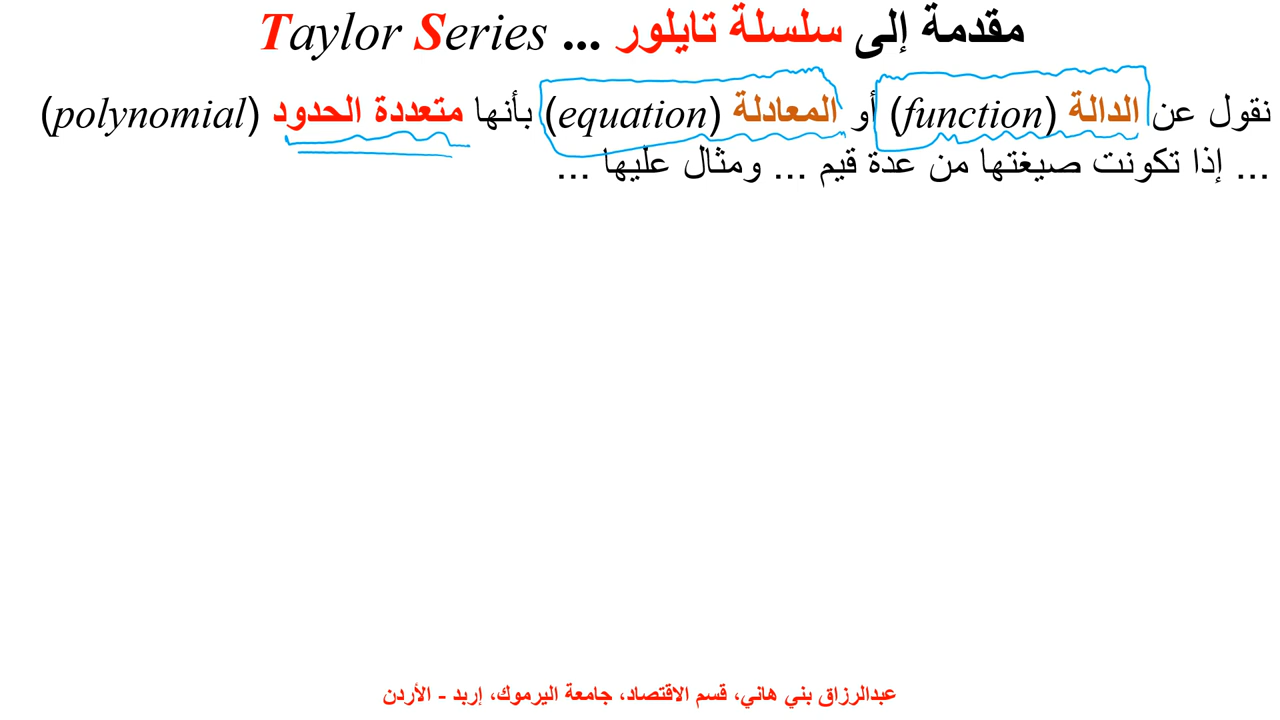 مقدمة إلى سلسلة تايلور ... Taylor Series
نقول عن الدالة (function) أو المعادلة (equation) بأنها متعددة الحدود (polynomial)
... إذا تكونت صيغتها من عدة قيم ... ومثال عليها ...
عبدالرزاق بني هاني، قسم الاقتصاد، جامعة اليرموك، إربد - الأردن